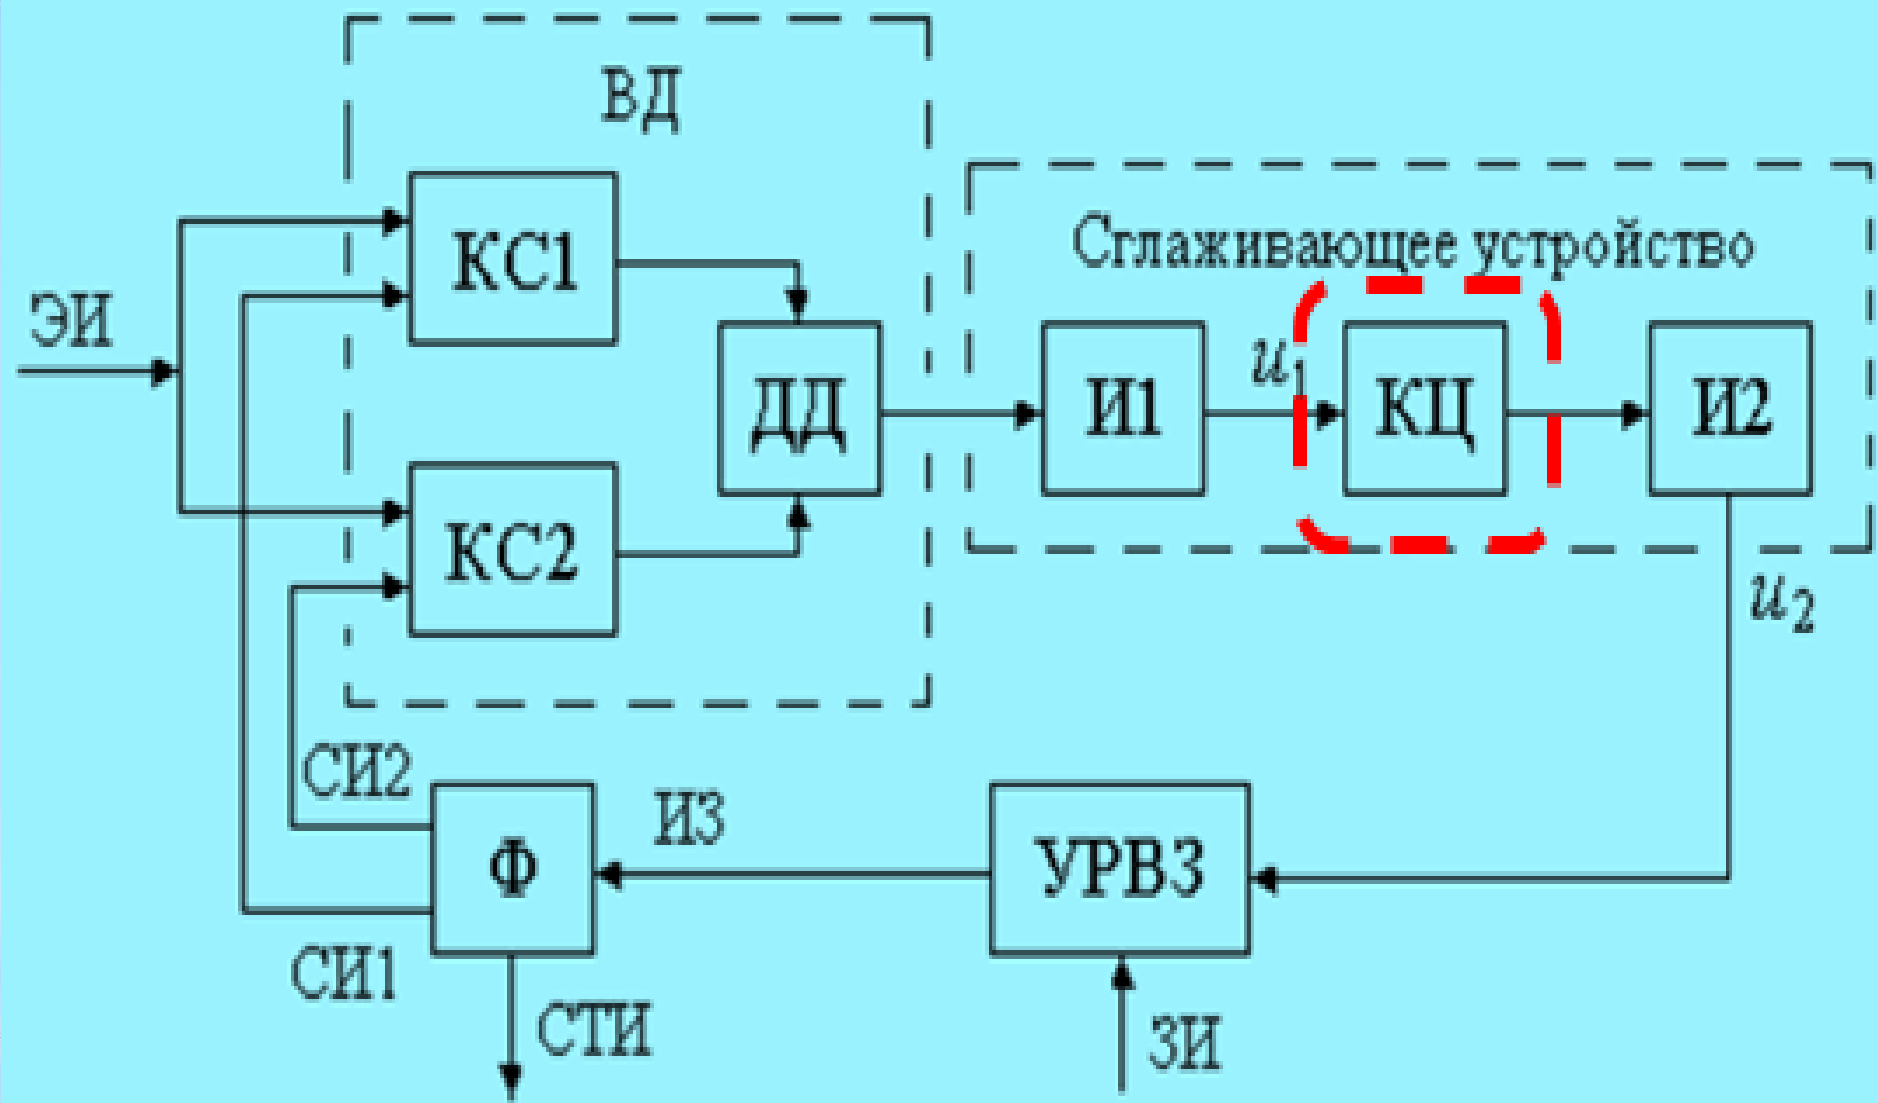 ВД
КС1
Сглаживающее устройство
ЭИ
ДД
И1
u₁
КЦ
И2
КС2
u₂
СИ2
Ф
ИЗ
УРВЗ
СИ1
СТИ
ЗИ